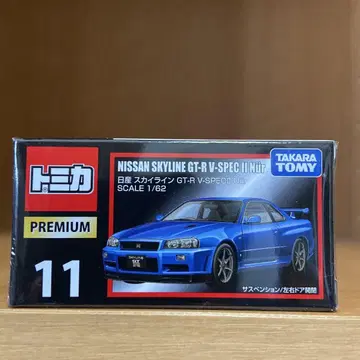 NISSAN SKYLINE GT-R V-SPEC II Nür
日産 スカイライン GT-R V-SPECⅡ Nür
SCALE 1/62
TAKARA
TOMY
トミカ
PREMIUM
11
サスペンション/左右ドア開閉